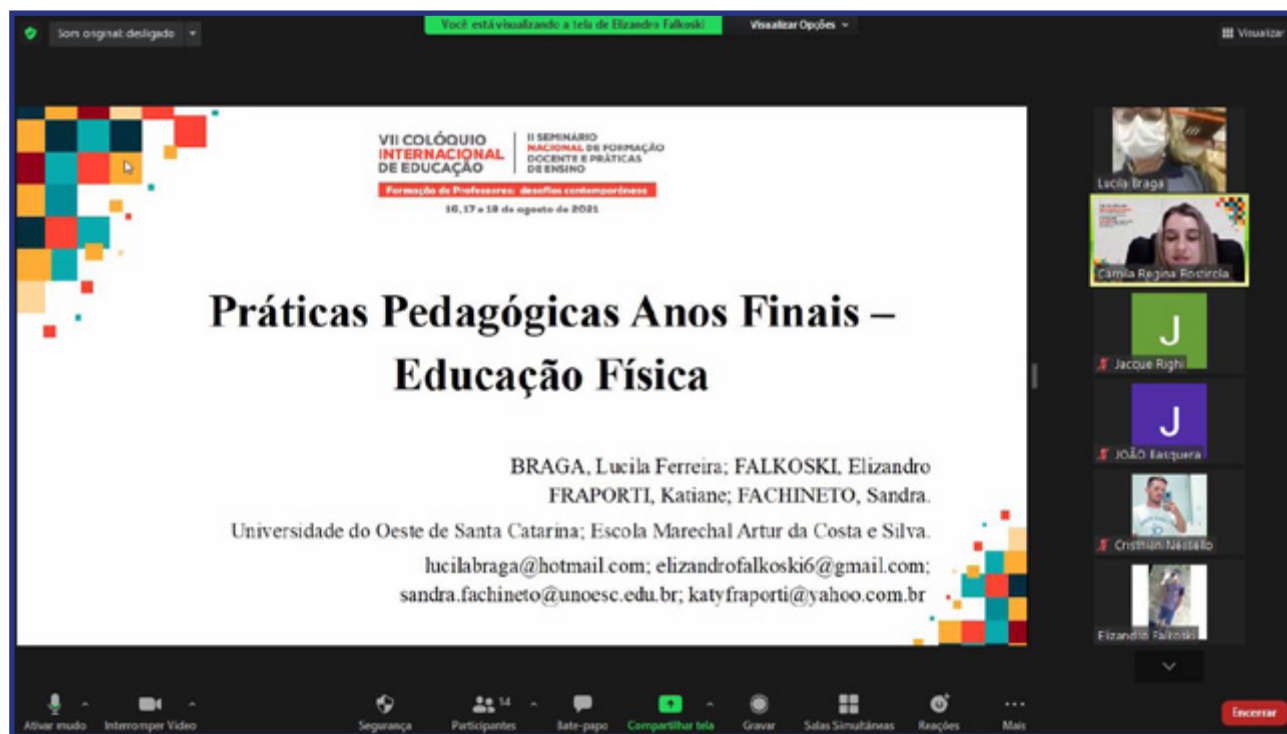 Som original: desligado
Você está visualizando a tela de Elizandro Falkoski
Visualizar Opções
Visualizar
VII COLÓQUIO
INTERNACIONAL
DE EDUCAÇÃO
II SEMINÁRIO
NACIONAL DE FORMAÇÃO
DOCENTE E PRÁTICAS
DE ENSINO
Formação de Professores: desafios contemporâneos
16, 17 e 18 de agosto de 2021
Práticas Pedagógicas Anos Finais –
Educação Física
BRAGA, Lucila Ferreira; FALKOSKI, Elizandro
FRAPORTI, Katiane; FACHINETO, Sandra.
Universidade do Oeste de Santa Catarina; Escola Marechal Artur da Costa e Silva.
lucilabraga@hotmail.com; elizandrofalkoski6@gmail.com;
sandra.fachineto@unoesc.edu.br; katyfraporti@yahoo.com.br
Lucila Braga
Camila Regina Rostirola
J
Jacque Righi
J
JOÃO Basquera
Cristhian Nessello
Elizandro Falkoski
Ativar mudo
Interromper Vídeo
Segurança
14
Participantes
Bate-papo
Compartilhar tela
Gravar
Salas Simultâneas
Reações
Mais
Encerrar